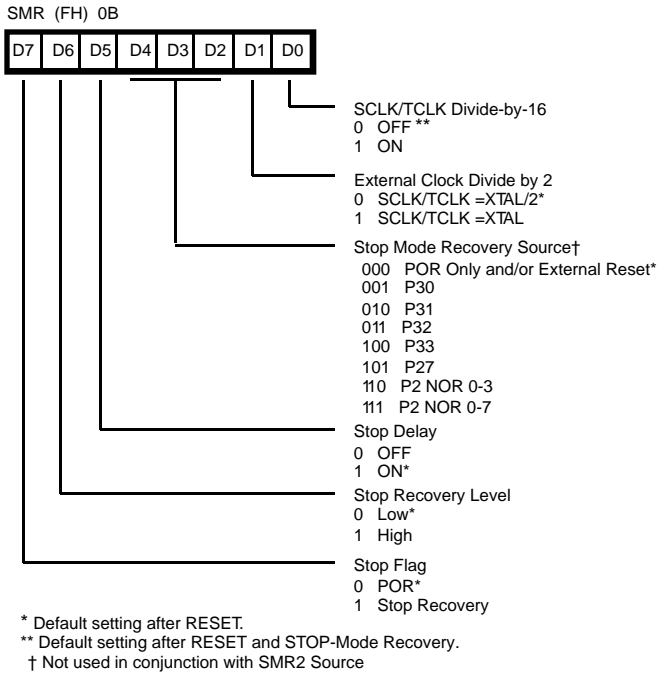 SMR (FH) 0B
D7 D6 D5 D4 D3 D2 D1 D0
SCLK/TCLK Divide-by-16
0 OFF **
1 ON
External Clock Divide by 2
0 SCLK/TCLK =XTAL/2*
1 SCLK/TCLK =XTAL
Stop Mode Recovery Source†
000 POR Only and/or External Reset*
001 P30
010 P31
011 P32
100 P33
101 P27
110 P2 NOR 0-3
111 P2 NOR 0-7
Stop Delay
0 OFF
1 ON*
Stop Recovery Level
0 Low*
1 High
Stop Flag
0 POR*
1 Stop Recovery
* Default setting after RESET.
** Default setting after RESET and STOP-Mode Recovery.
† Not used in conjunction with SMR2 Source